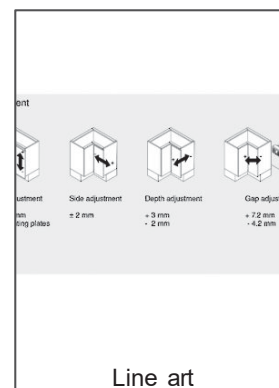 ent
ustment
Side adjustment
Depth adjustment
Gap adjus
nm
± 2 mm
+ 3 mm
+ 7.2 mm
ting plates
- 2 mm
- 4.2 mm
Line art